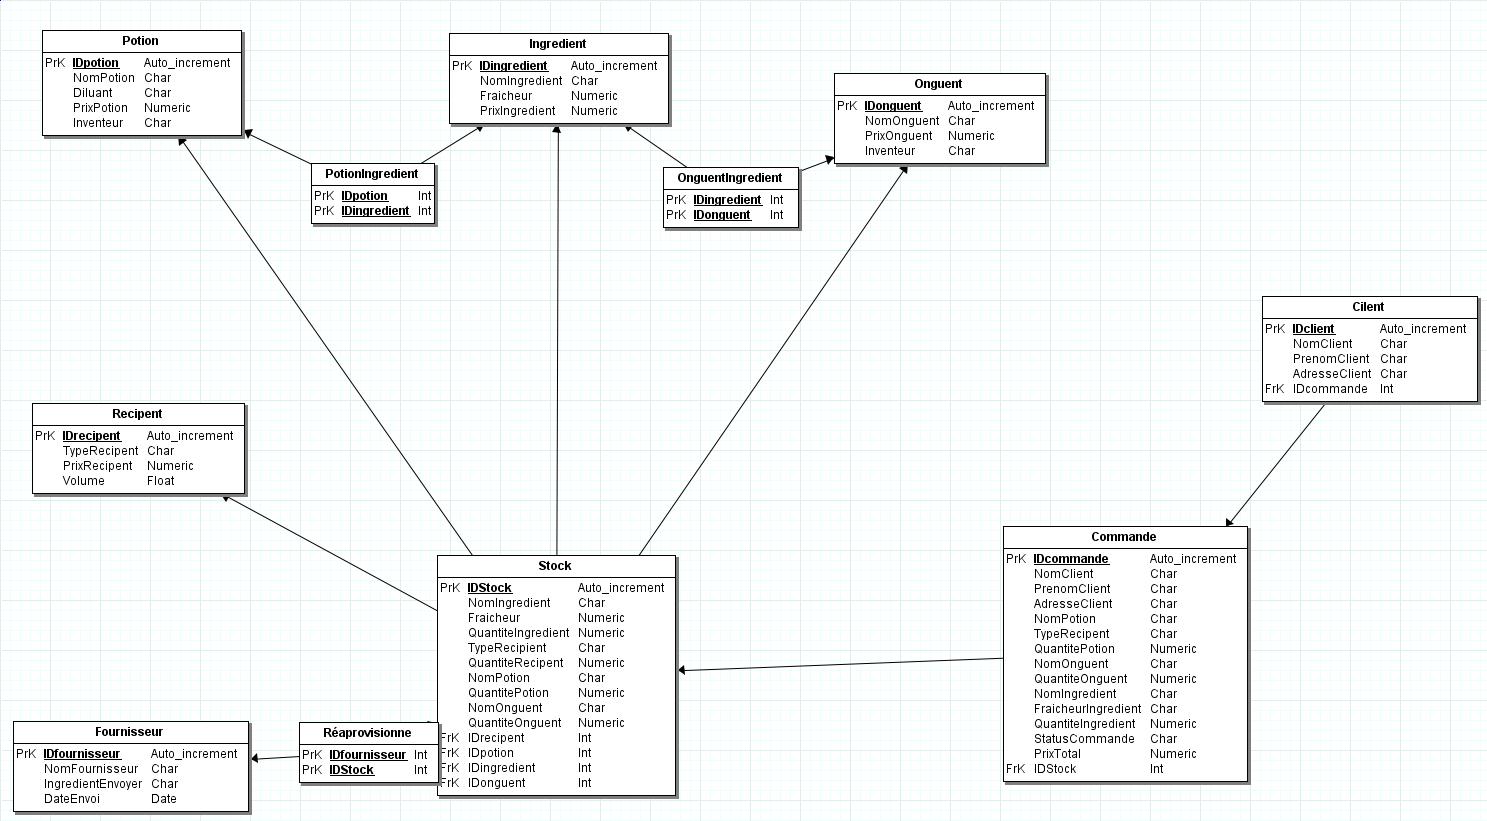 Potion
PrK IDpotion Auto_increment
NomPotion Char
Diluant Char
PrixPotion Numeric
Inventeur Char
Ingredient
PrK IDingredient Auto_increment
NomIngredient Char
Fraicheur Numeric
PrixIngredient Numeric
Onguent
PrK IDonguent Auto_increment
NomOnguent Char
PrixOnguent Numeric
Inventeur Char
PotionIngredient
PrK IDpotion Int
PrK IDingredient Int
OnguentIngredient
PrK IDingredient Int
PrK IDonguent Int
Cilent
PrK IDclient Auto_increment
NomClient Char
PrenomClient Char
AdresseClient Char
FrK IDcommande Int
Recipent
PrK IDrecipent Auto_increment
TypeRecipent Char
PrixRecipent Numeric
Volume Float
Stock
PrK IDStock Auto_increment
NomIngredient Char
Fraicheur Numeric
QuantiteIngredient Numeric
TypeRecipient Char
QuantiteRecipent Numeric
NomPotion Char
QuantitePotion Numeric
NomOnguent Char
QuantiteOnguent Numeric
FrK IDrecipent Int
FrK IDpotion Int
FrK IDingredient Int
FrK IDonguent Int
Commande
PrK IDcommande Auto_increment
NomClient Char
PrenomClient Char
AdresseClient Char
NomPotion Char
TypeRecipent Char
QuantitePotion Numeric
NomOnguent Char
QuantiteOnguent Numeric
NomIngredient Char
FraicheurIngredient Char
QuantiteIngredient Numeric
StatusCommande Char
PrixTotal Numeric
FrK IDStock Int
Fournisseur
PrK IDfournisseur Auto_increment
NomFournisseur Char
IngredientEnvoyer Char
DateEnvoi Date
Réaprovisionne
PrK IDfournisseur Int
PrK IDStock Int